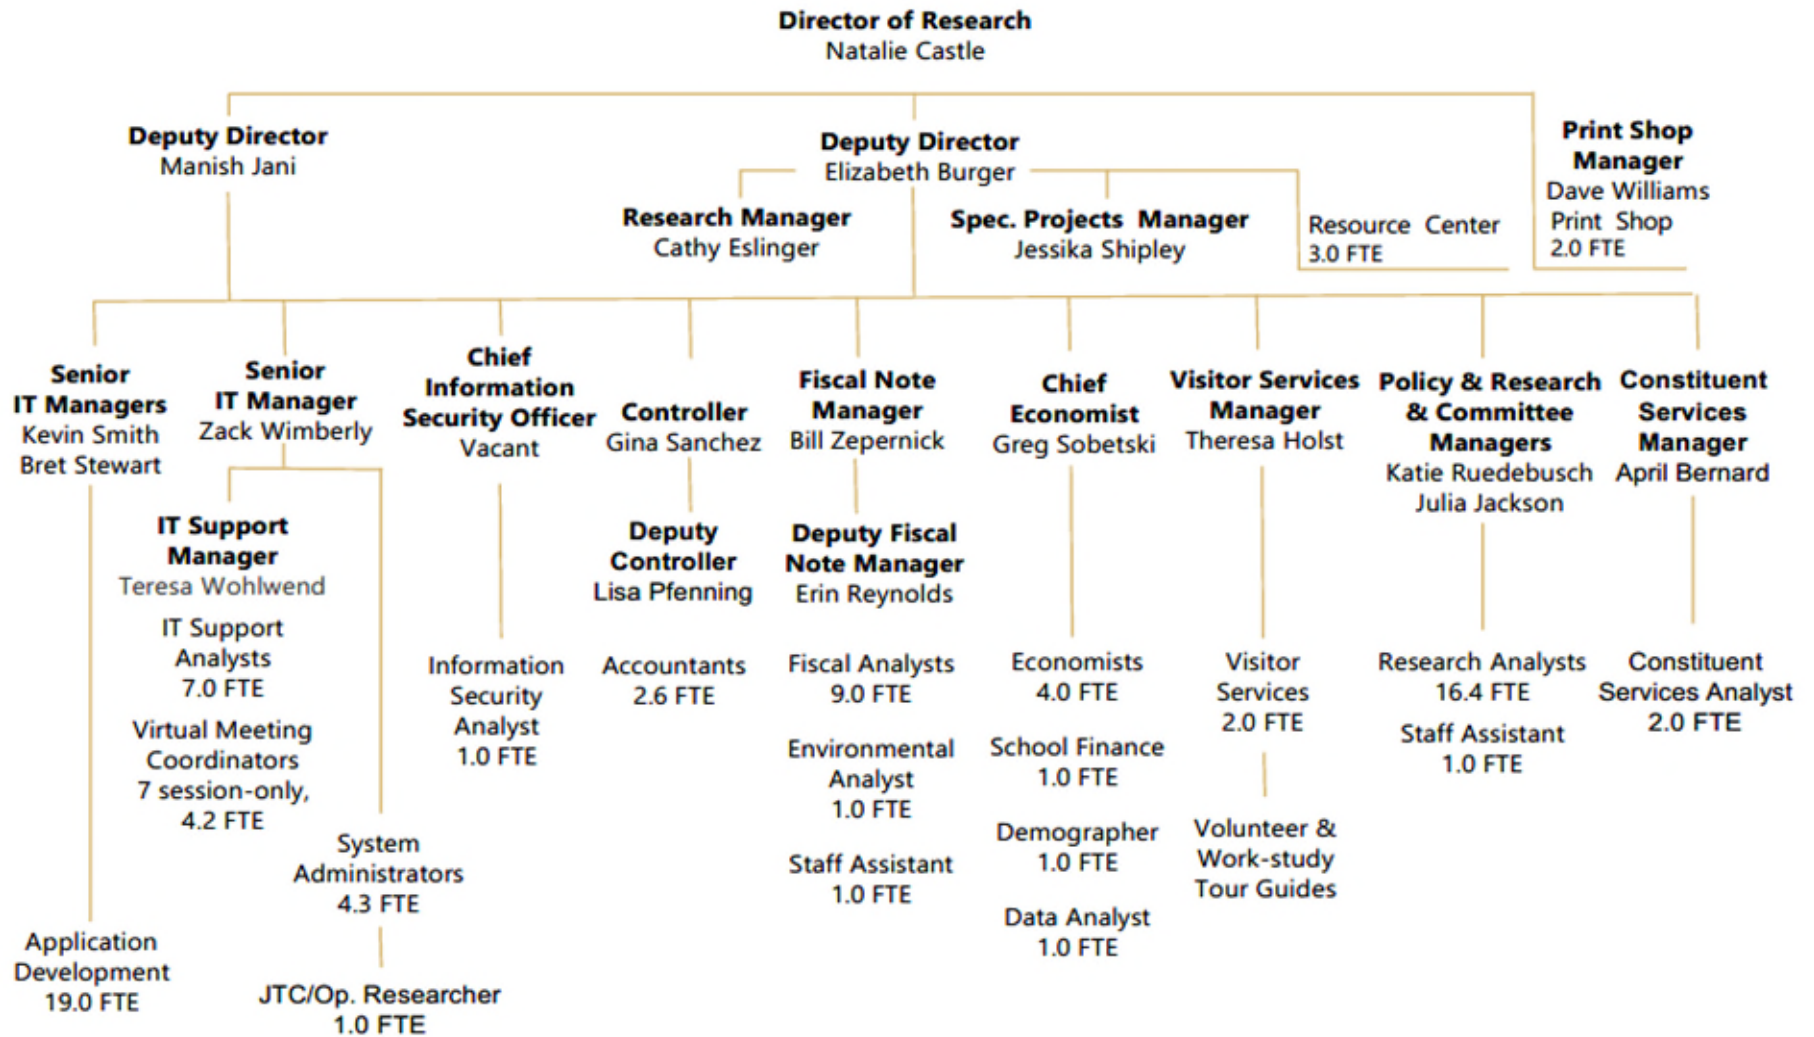 Director of Research
Natalie Castle
Deputy Director
Manish Jani
Deputy Director
Elizabeth Burger
Research Manager
Cathy Eslinger
Spec. Projects Manager
Jessika Shipley
Resource Center
3.0 FTE
Print Shop
Manager
Dave Williams
Print Shop
2.0 FTE
Senior
IT Managers
Kevin Smith
Bret Stewart
Application
Development
19.0 FTE
Senior
IT Manager
Zack Wimberly
IT Support
Manager
Teresa Wohlwend
IT Support
Analysts
7.0 FTE
Virtual Meeting
Coordinators
7 session-only,
4.2 FTE
System
Administrators
4.3 FTE
JTC/Op. Researcher
1.0 FTE
Chief
Information
Security Officer
Vacant
Information
Security
Analyst
1.0 FTE
Controller
Gina Sanchez
Deputy
Controller
Lisa Pfenning
Accountants
2.6 FTE
Fiscal Note
Manager
Bill Zepernick
Deputy Fiscal
Note Manager
Erin Reynolds
Fiscal Analysts
9.0 FTE
Environmental
Analyst
1.0 FTE
Staff Assistant
1.0 FTE
Chief
Economist
Greg Sobetski
Economists
4.0 FTE
School Finance
1.0 FTE
Demographer
1.0 FTE
Data Analyst
1.0 FTE
Visitor Services
Manager
Theresa Holst
Visitor
Services
2.0 FTE
Volunteer &
Work-study
Tour Guides
Policy & Research
& Committee
Managers
Katie Ruedebusch
Julia Jackson
Research Analysts
16.4 FTE
Staff Assistant
1.0 FTE
Constituent
Services
Manager
April Bernard
Constituent
Services Analyst
2.0 FTE